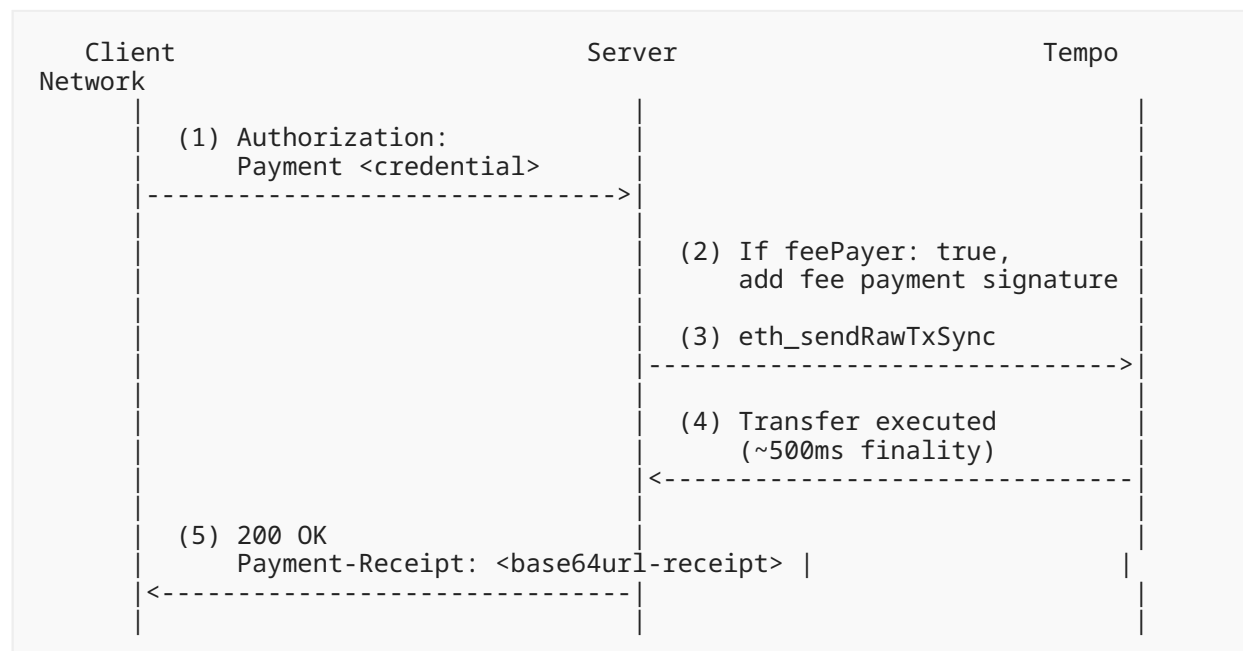 Client Server Tempo
Network
(1) Authorization:
Payment <credential>
------------------------------->
(2) If feePayer: true,
add fee payment signature
(3) eth_sendRawTxSync
------------------------------->
(4) Transfer executed
(~500ms finality)
<-------------------------------
(5) 200 OK
Payment-Receipt: <base64url-receipt> | |
<-------------------------------